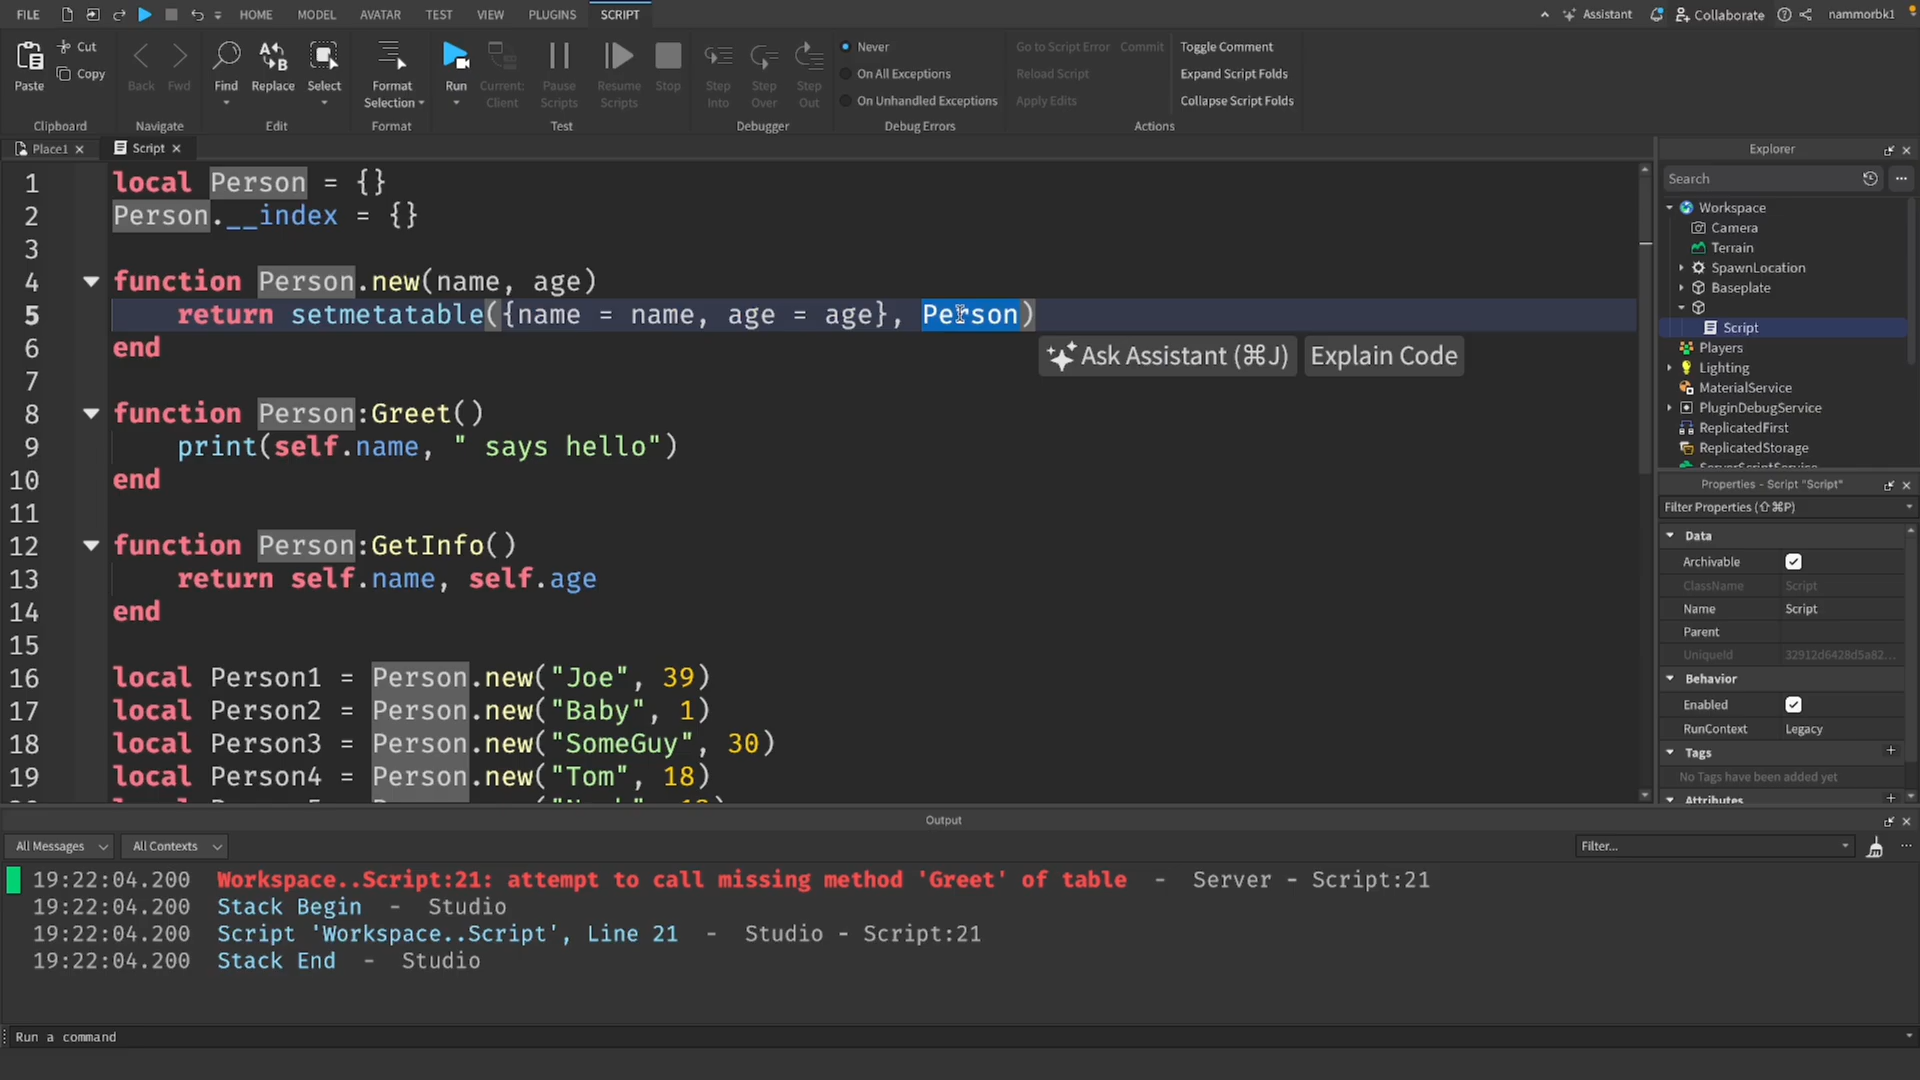 FILE HOME MODEL AVATAR TEST VIEW PLUGINS SCRIPT Assistant Collaborate nammorbk1
Paste Cut Copy Back Fwd Find Replace Select Format Selection Run Current: Client Pause Scripts Resume Scripts Stop Step Into Step Over Step Out
Never Go to Script Error Commit Toggle Comment
On All Exceptions Reload Script Expand Script Folds
On Unhandled Exceptions Apply Edits Collapse Script Folds
Clipboard Navigate Edit Format Test Debugger Debug Errors Actions
Place1 Script
1 local Person = {}
2 Person.__index = {}
3
4 function Person.new(name, age)
5 return setmetatable({name = name, age = age}, Person)
6 end
Ask Assistant (⌘J) Explain Code
7
8 function Person:Greet()
9 print(self.name, " says hello")
10 end
11
12 function Person:GetInfo()
13 return self.name, self.age
14 end
15
16 local Person1 = Person.new("Joe", 39)
17 local Person2 = Person.new("Baby", 1)
18 local Person3 = Person.new("SomeGuy", 30)
19 local Person4 = Person.new("Tom", 18)
Explorer
Search
Workspace
Camera
Terrain
SpawnLocation
Baseplate
Script
Players
Lighting
MaterialService
PluginDebugService
ReplicatedFirst
ReplicatedStorage
ServerScriptService
Properties - Script "Script"
Filter Properties (⇧⌘P)
Data
Archivable
ClassName Script
Name Script
Parent
UniqueId 32912d6428d5a82...
Behavior
Enabled
RunContext Legacy
Tags
No Tags have been added yet
Attributes
Output
All Messages All Contexts Filter...
19:22:04.200 Workspace..Script:21: attempt to call missing method 'Greet' of table - Server - Script:21
19:22:04.200 Stack Begin - Studio
19:22:04.200 Script 'Workspace..Script', Line 21 - Studio - Script:21
19:22:04.200 Stack End - Studio
Run a command